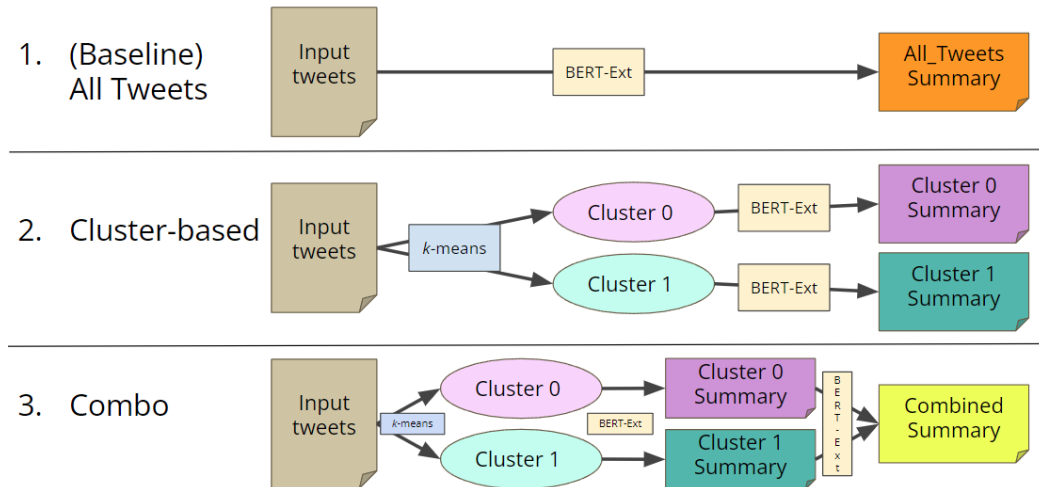 1. (Baseline)
All Tweets
Input
tweets
BERT-Ext
All_Tweets
Summary
2. Cluster-based
Input
tweets
k-means
Cluster 0
BERT-Ext
Cluster 0
Summary
Cluster 1
BERT-Ext
Cluster 1
Summary
3. Combo
Input
tweets
k-means
Cluster 0
Cluster 1
BERT-Ext
Cluster 0
Summary
Cluster 1
Summary
BERT-Ext
Combined
Summary